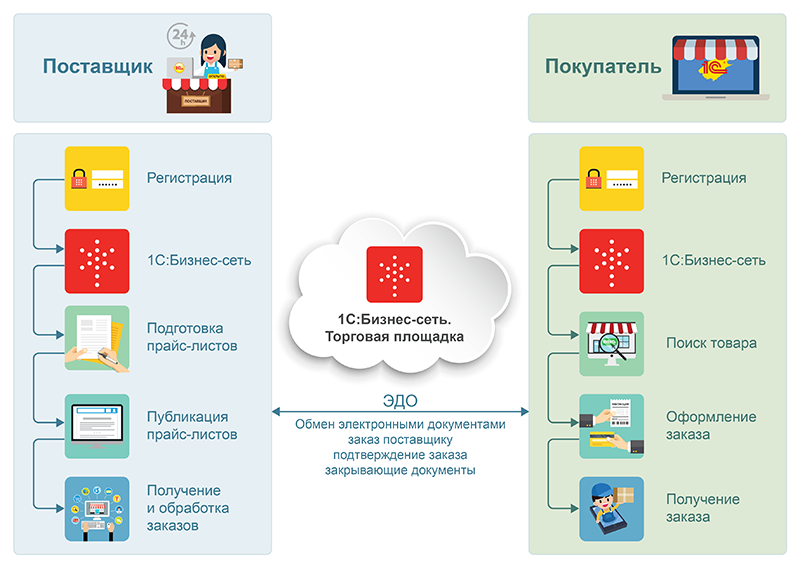 24
h
Поставщик
ПОСТАВЩИК
Регистрация
1С:Бизнес-сеть
Подготовка
прайс-листов
Публикация
прайс-листов
Получение
и обработка
заказов
1С:Бизнес-сеть.
Торговая площадка
ЭДО
Обмен электронными документами
заказ поставщику
подтверждение заказа
закрывающие документы
Покупатель
1С
Регистрация
1С:Бизнес-сеть
Поиск товара
Оформление
заказа
Получение
заказа